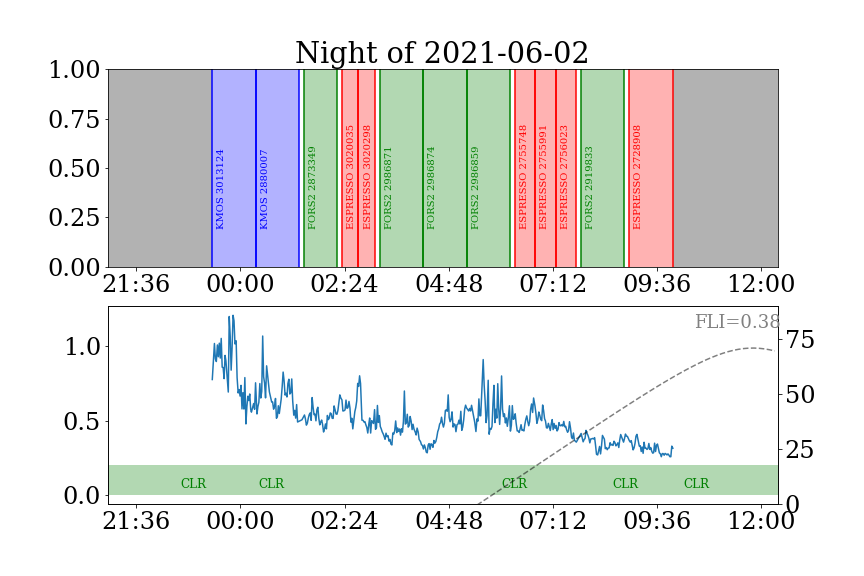 Night of 2021-06-02
1.00
0.75
0.50
0.25
0.00
KMOS 3013124
KMOS 2880007
FORS2 2873349
ESPRESSO 3020035
ESPRESSO 3020298
FORS2 2986871
FORS2 2986874
FORS2 2986859
ESPRESSO 2755748
ESPRESSO 2755991
ESPRESSO 2756023
FORS2 2919833
ESPRESSO 2728908
21:36 00:00 02:24 04:48 07:12 09:36 12:00
FLI=0.38
1.0
0.5
0.0
75
50
25
0
CLR CLR CLR CLR CLR
21:36 00:00 02:24 04:48 07:12 09:36 12:00